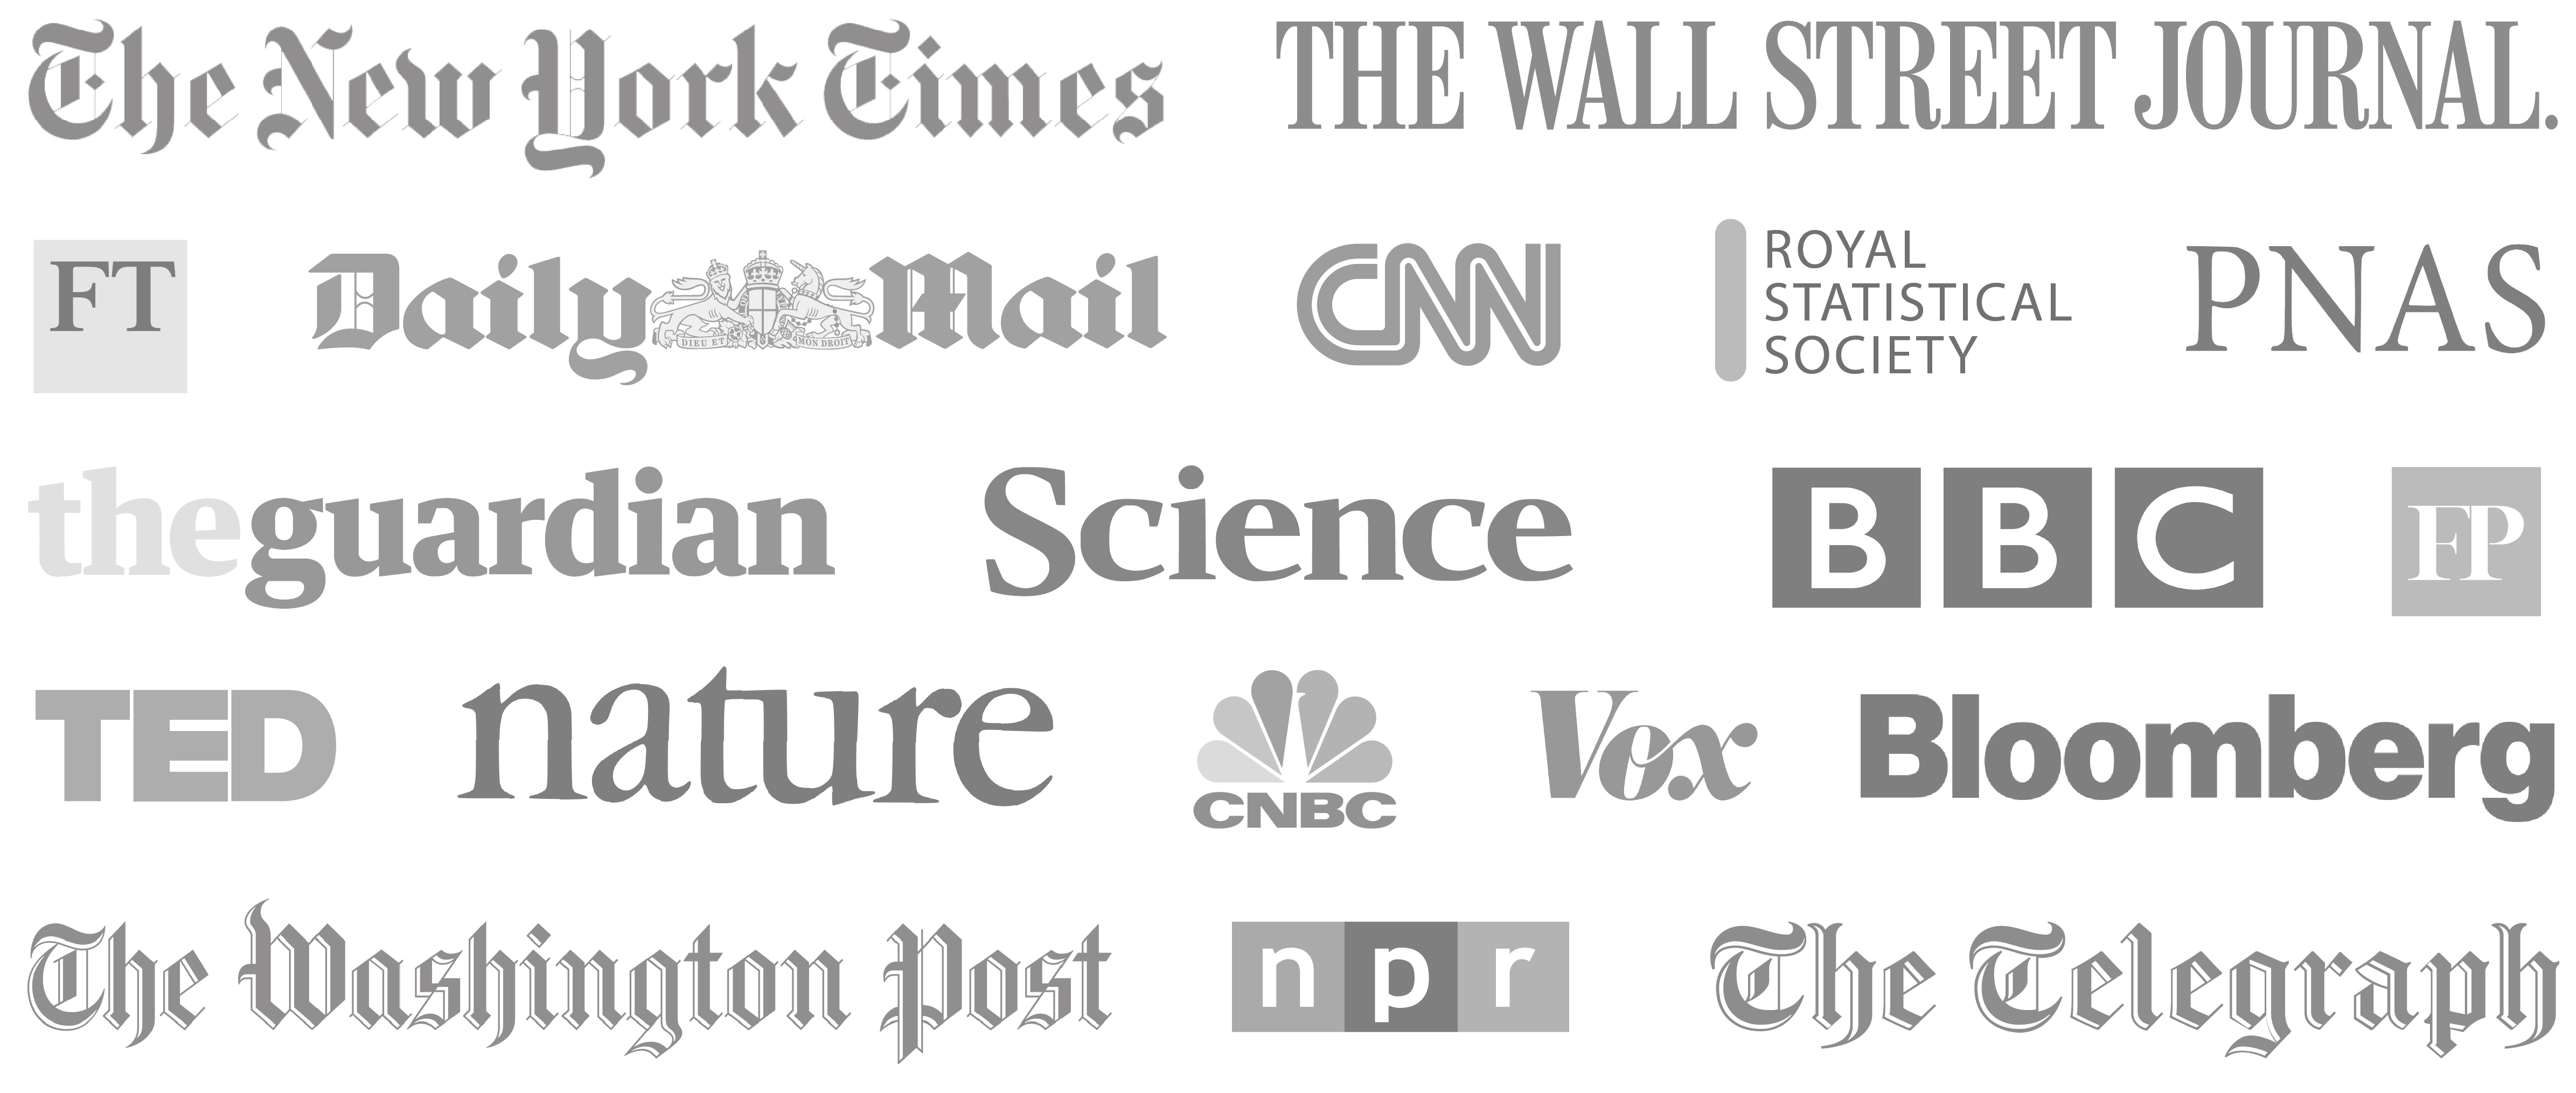 The New York Times
THE WALL STREET JOURNAL.
FT
Daily Mail
DIEU ET MON DROIT
CNN
ROYAL
STATISTICAL
SOCIETY
PNAS
theguardian
Science
BBC
FP
TED
nature
CNBC
Vox
Bloomberg
The Washington Post
npr
The Telegraph